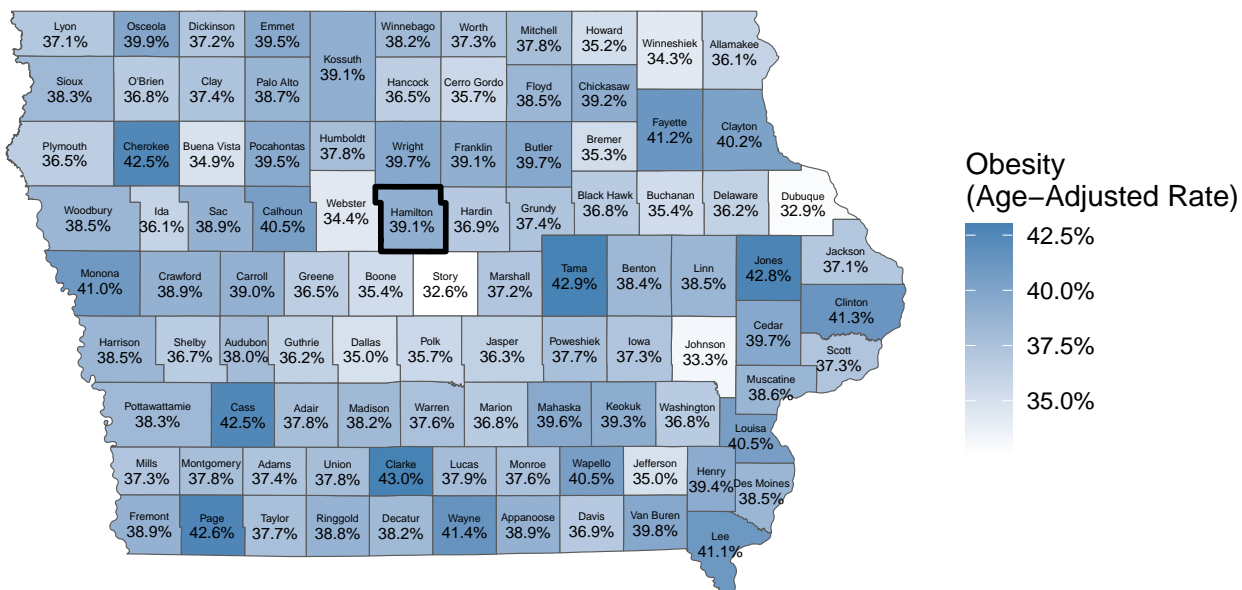 Lyon
37.1%
Osceola
39.9%
Dickinson
37.2%
Emmet
39.5%
Kossuth
39.1%
Winnebago
38.2%
Worth
37.3%
Mitchell
37.8%
Howard
35.2%
Winneshiek
34.3%
Allamakee
36.1%
Sioux
38.3%
O'Brien
36.8%
Clay
37.4%
Palo Alto
38.7%
Hancock
36.5%
Cerro Gordo
35.7%
Floyd
38.5%
Chickasaw
39.2%
Fayette
41.2%
Clayton
40.2%
Plymouth
36.5%
Cherokee
42.5%
Buena Vista
34.9%
Pocahontas
39.5%
Humboldt
37.8%
Wright
39.7%
Franklin
39.1%
Butler
39.7%
Bremer
35.3%
Woodbury
38.5%
Ida
36.1%
Sac
38.9%
Calhoun
40.5%
Webster
34.4%
Hamilton
39.1%
Hardin
36.9%
Grundy
37.4%
Black Hawk
36.8%
Buchanan
35.4%
Delaware
36.2%
Dubuque
32.9%
Monona
41.0%
Crawford
38.9%
Carroll
39.0%
Greene
36.5%
Boone
35.4%
Story
32.6%
Marshall
37.2%
Tama
42.9%
Benton
38.4%
Linn
38.5%
Jones
42.8%
Jackson
37.1%
Clinton
41.3%
Harrison
38.5%
Shelby
36.7%
Audubon
38.0%
Guthrie
36.2%
Dallas
35.0%
Polk
35.7%
Jasper
36.3%
Poweshiek
37.7%
Iowa
37.3%
Johnson
33.3%
Cedar
39.7%
Scott
37.3%
Muscatine
38.6%
Pottawattamie
38.3%
Cass
42.5%
Adair
37.8%
Madison
38.2%
Warren
37.6%
Marion
36.8%
Mahaska
39.6%
Keokuk
39.3%
Washington
36.8%
Louisa
40.5%
Mills
37.3%
Montgomery
37.8%
Adams
37.4%
Union
37.8%
Clarke
43.0%
Lucas
37.9%
Monroe
37.6%
Wapello
40.5%
Jefferson
35.0%
Henry
39.4%
Des Moines
38.5%
Fremont
38.9%
Page
42.6%
Taylor
37.7%
Ringgold
38.8%
Decatur
38.2%
Wayne
41.4%
Appanoose
38.9%
Davis
36.9%
Van Buren
39.8%
Lee
41.1%
Obesity
(Age−Adjusted Rate)
42.5%
40.0%
37.5%
35.0%